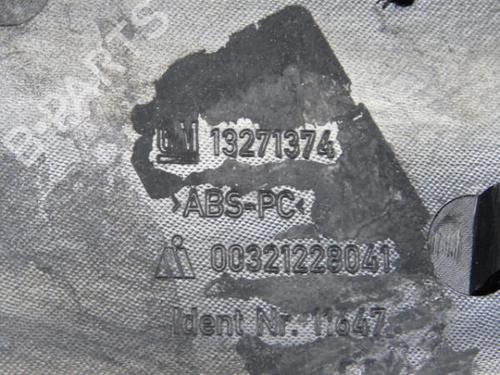 B-PARTS
GM 13271374
>ABS-PC<
00321228041
Ident Nr. 11647